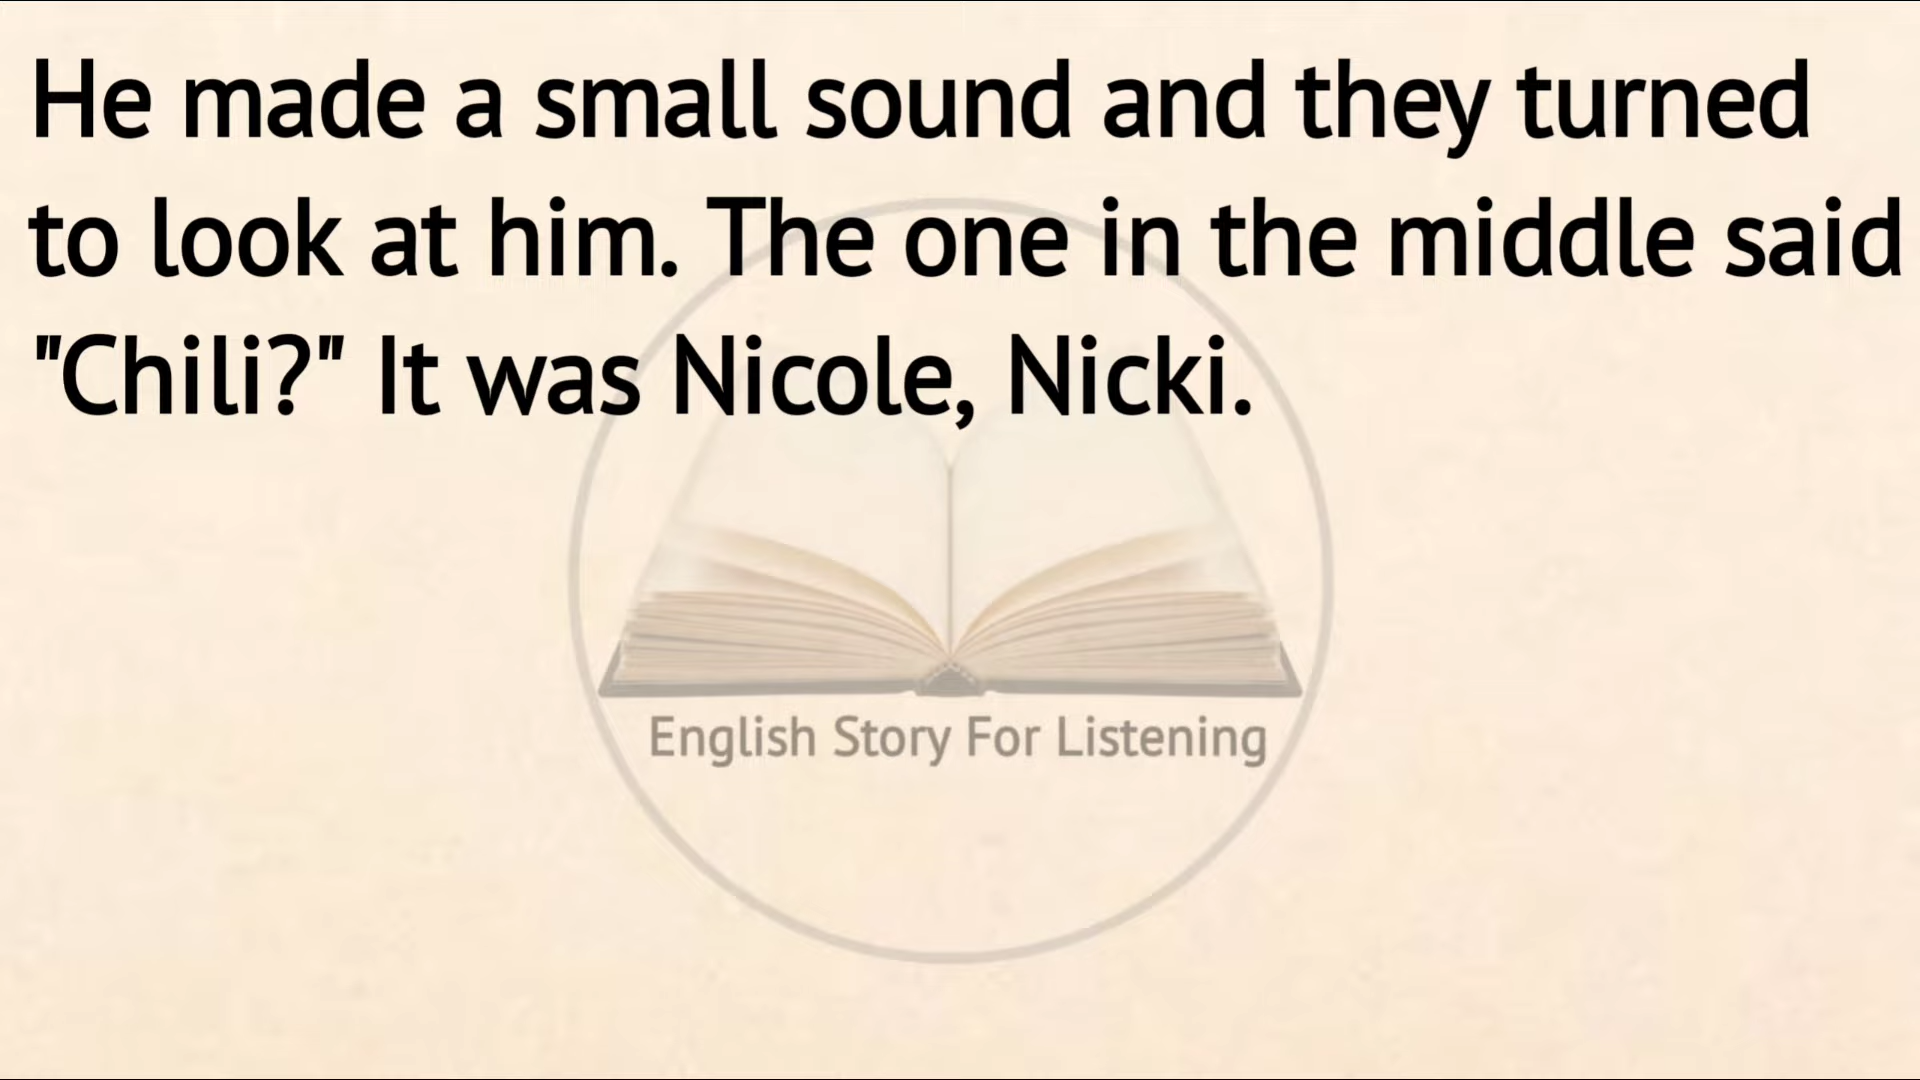 He made a small sound and they turned
to look at him. The one in the middle said
"Chili?" It was Nicole, Nicki.
English Story For Listening